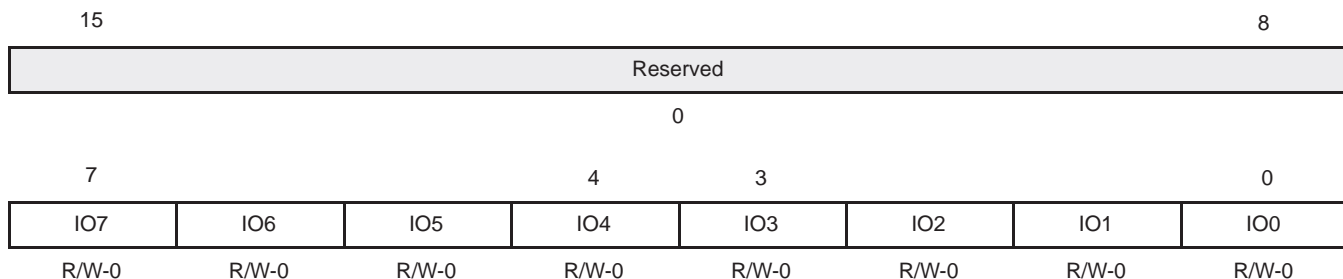 15 8
Reserved
0
7 4 3 0
IO7 IO6 IO5 IO4 IO3 IO2 IO1 IO0
R/W-0 R/W-0 R/W-0 R/W-0 R/W-0 R/W-0 R/W-0 R/W-0